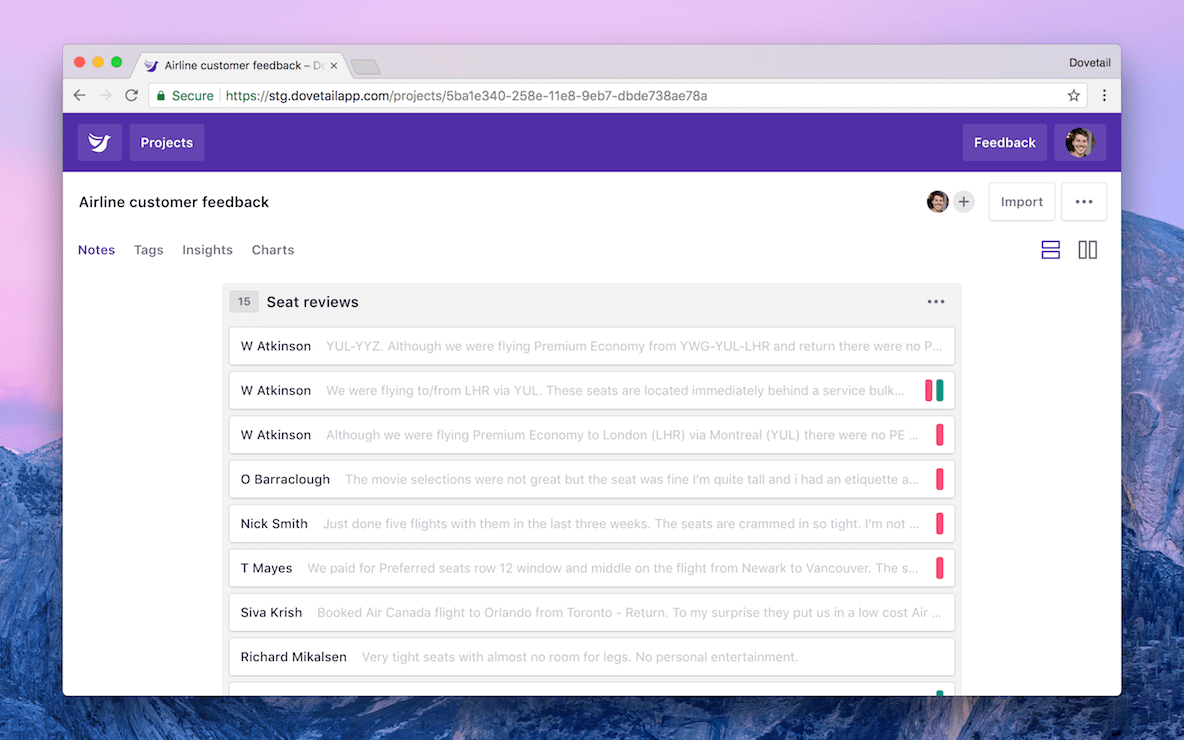 Airline customer feedback – Do
Dovetail
Secure
https://stg.dovetailapp.com/projects/5ba1e340-258e-11e8-9eb7-dbde738ae78a
Projects
Feedback
Airline customer feedback
Import
Notes Tags Insights Charts
15 Seat reviews
W Atkinson YUL-YYZ. Although we were flying Premium Economy from YWG-YUL-LHR and return there were no P...
W Atkinson We were flying to/from LHR via YUL. These seats are located immediately behind a service bulk...
W Atkinson Although we were flying Premium Economy to London (LHR) via Montreal (YUL) there were no PE ...
O Barraclough The movie selections were not great but the seat was fine I'm quite tall and i had an etiquette a...
Nick Smith Just done five flights with them in the last three weeks. The seats are crammed in so tight. I'm not ...
T Mayes We paid for Preferred seats row 12 window and middle on the flight from Newark to Vancouver. The s...
Siva Krish Booked Air Canada flight to Orlando from Toronto - Return. To my surprise they put us in a low cost Air ...
Richard Mikalsen Very tight seats with almost no room for legs. No personal entertainment.